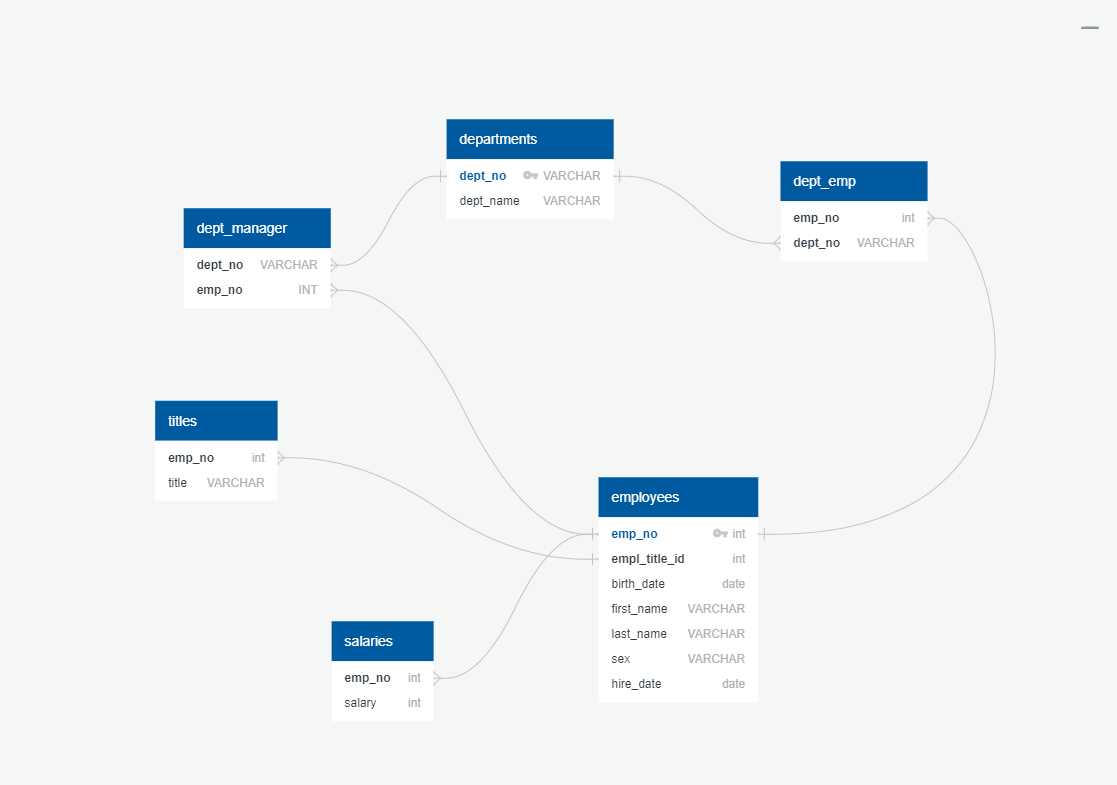 departments
dept_no VARCHAR
dept_name VARCHAR
dept_emp
emp_no int
dept_no VARCHAR
dept_manager
dept_no VARCHAR
emp_no INT
titles
emp_no int
title VARCHAR
employees
emp_no int
empl_title_id int
birth_date date
first_name VARCHAR
last_name VARCHAR
sex VARCHAR
hire_date date
salaries
emp_no int
salary int